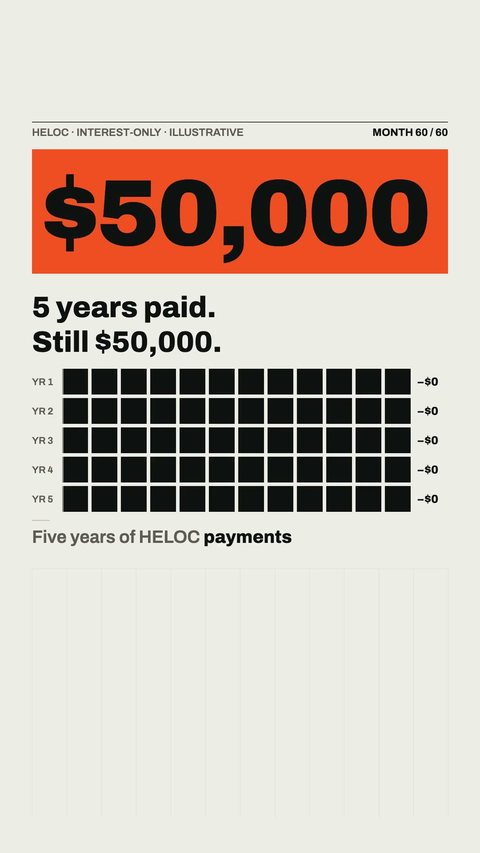 HELOC · INTEREST-ONLY · ILLUSTRATIVE MONTH 60 / 60
$50,000
5 years paid.
Still $50,000.
YR 1 –$0
YR 2 –$0
YR 3 –$0
YR 4 –$0
YR 5 –$0
Five years of HELOC payments